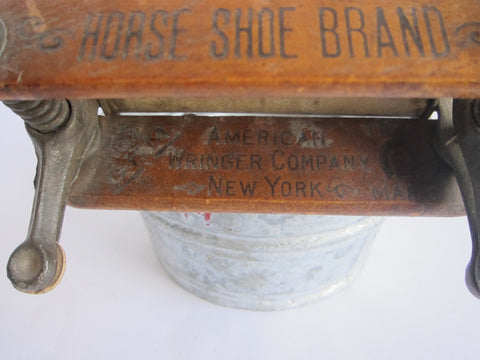 HORSE SHOE BRAND
AMERICAN
WRINGER COMPANY
NEW YORK